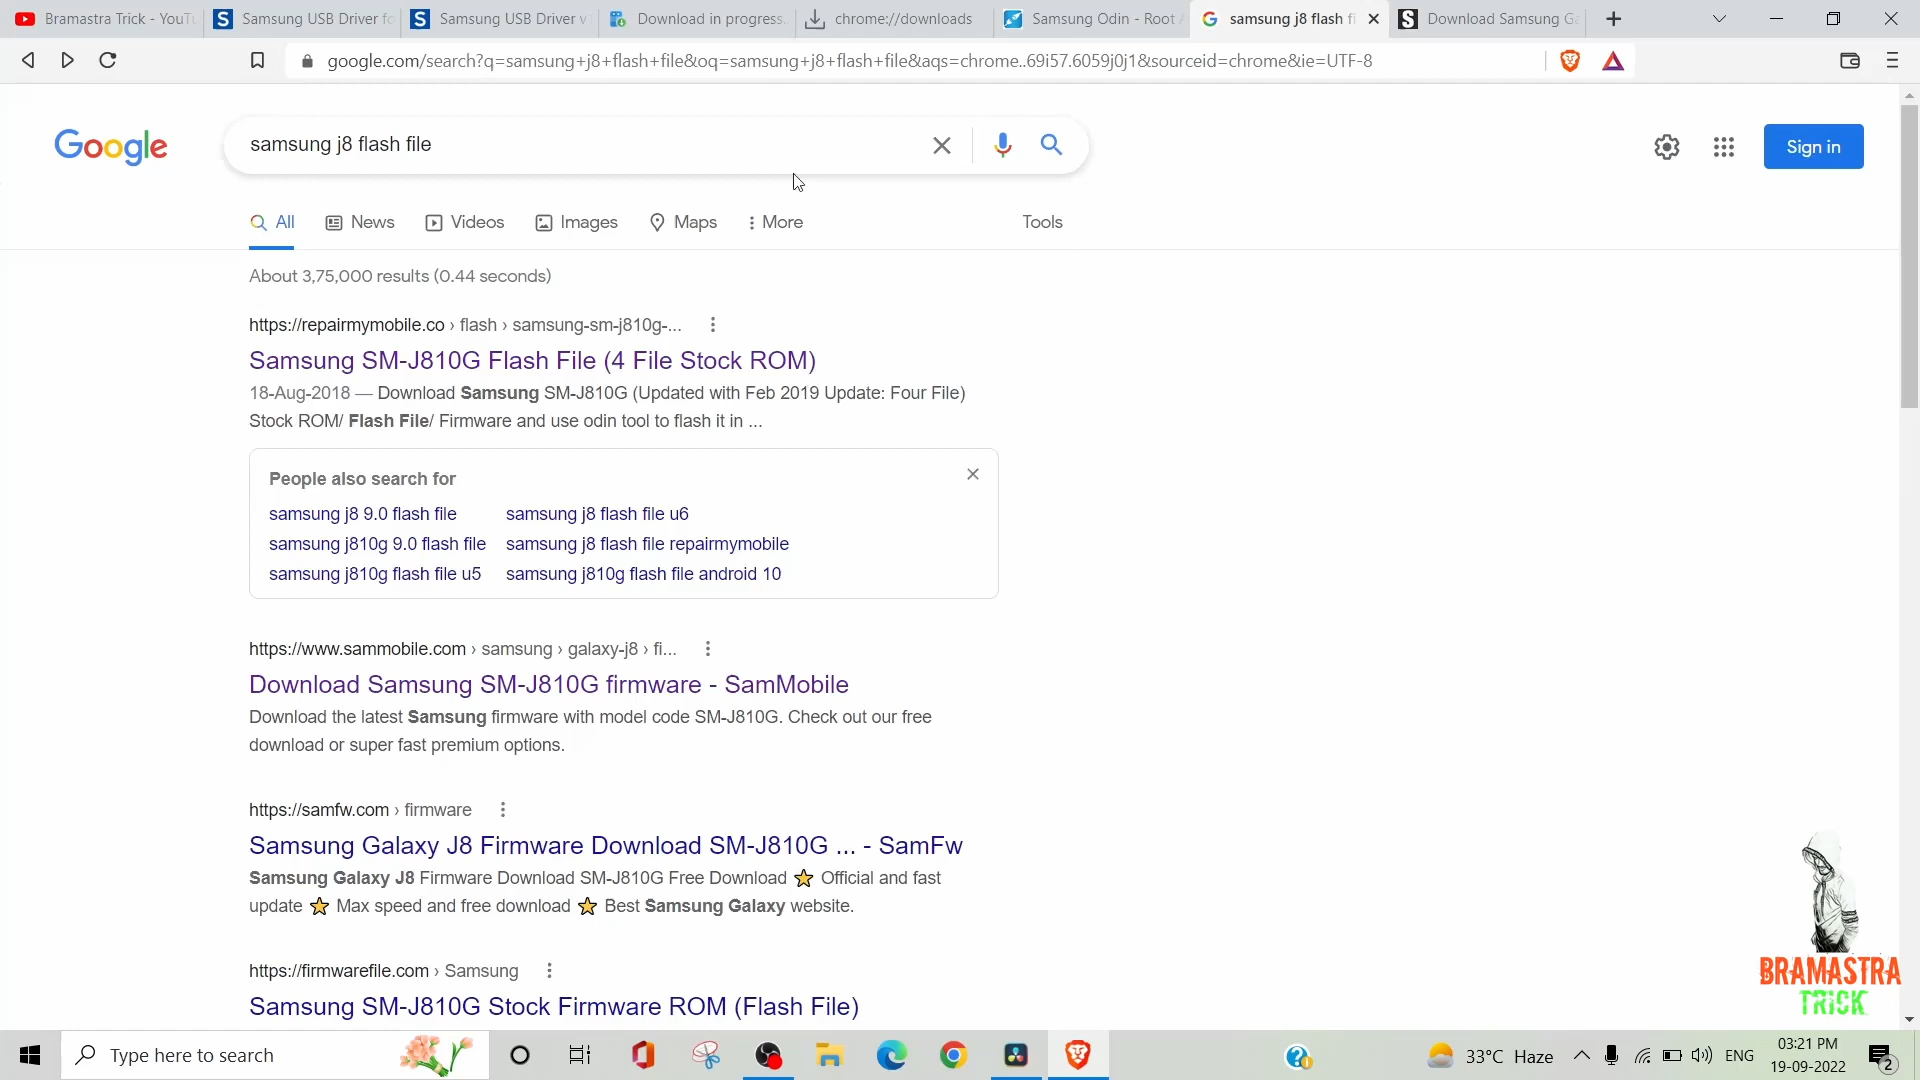 Bramastra Trick - YouTu
Samsung USB Driver fo
Samsung USB Driver v
Download in progress.
chrome://downloads
Samsung Odin - Root A
samsung j8 flash fi
Download Samsung Ga
google.com/search?q=samsung+j8+flash+file&oq=samsung+j8+flash+file&aqs=chrome..69i57.6059j0j1&sourceid=chrome&ie=UTF-8
Google
samsung j8 flash file
Sign in
All
News
Videos
Images
Maps
More
Tools
About 3,75,000 results (0.44 seconds)
https://repairmymobile.co › flash › samsung-sm-j810g-...
Samsung SM-J810G Flash File (4 File Stock ROM)
18-Aug-2018 — Download Samsung SM-J810G (Updated with Feb 2019 Update: Four File)
Stock ROM/ Flash File/ Firmware and use odin tool to flash it in ...
People also search for
samsung j8 9.0 flash file
samsung j8 flash file u6
samsung j810g 9.0 flash file
samsung j8 flash file repairmymobile
samsung j810g flash file u5
samsung j810g flash file android 10
https://www.sammobile.com › samsung › galaxy-j8 › fi...
Download Samsung SM-J810G firmware - SamMobile
Download the latest Samsung firmware with model code SM-J810G. Check out our free
download or super fast premium options.
https://samfw.com › firmware
Samsung Galaxy J8 Firmware Download SM-J810G ... - SamFw
Samsung Galaxy J8 Firmware Download SM-J810G Free Download ⭐ Official and fast
update ⭐ Max speed and free download ⭐ Best Samsung Galaxy website.
https://firmwarefile.com › Samsung
Samsung SM-J810G Stock Firmware ROM (Flash File)
BRAMASTRA
TRICK
Type here to search
33°C Haze
ENG
03:21 PM
19-09-2022
2